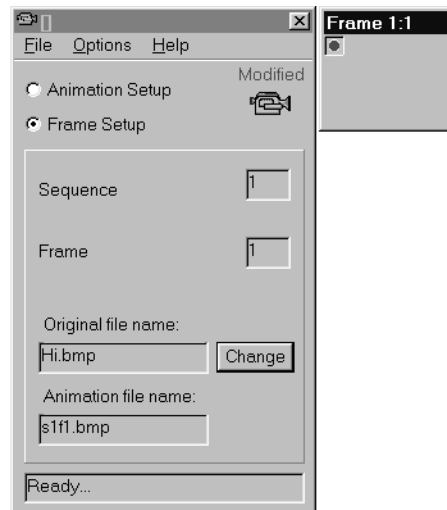 []
File Options Help
Modified
Animation Setup
Frame Setup
Sequence 1
Frame 1
Original file name:
Hi.bmp Change
Animation file name:
s1f1.bmp
Ready...
Frame 1:1